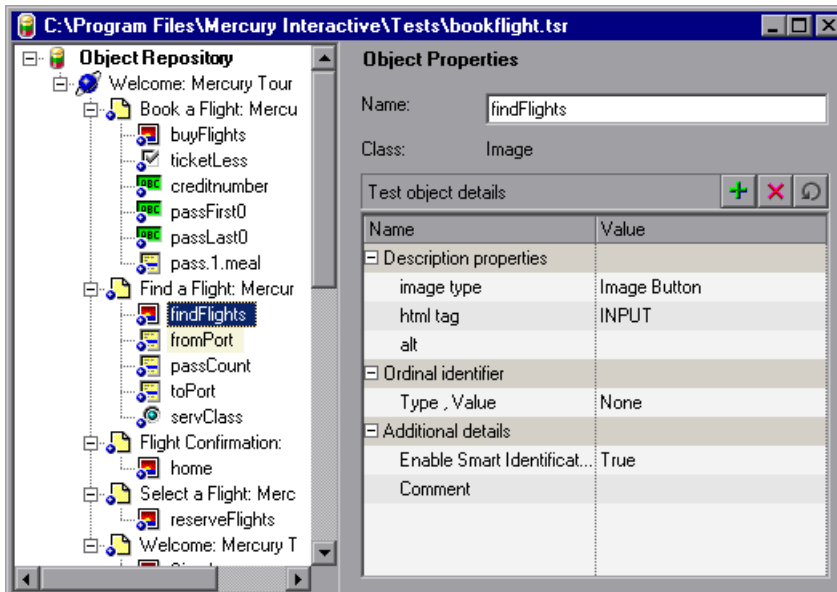 C:\Program Files\Mercury Interactive\Tests\bookflight.tsr
Object Repository
Welcome: Mercury Tour
Book a Flight: Mercu
buyFlights
ticketLess
creditnumber
passFirst0
passLast0
pass.1.meal
Find a Flight: Mercur
findFlights
fromPort
passCount
toPort
servClass
Flight Confirmation:
home
Select a Flight: Merc
reserveFlights
Welcome: Mercury T
Object Properties
Name: findFlights
Class: Image
Test object details
Name Value
Description properties
image type Image Button
html tag INPUT
alt
Ordinal identifier
Type , Value None
Additional details
Enable Smart Identificat... True
Comment